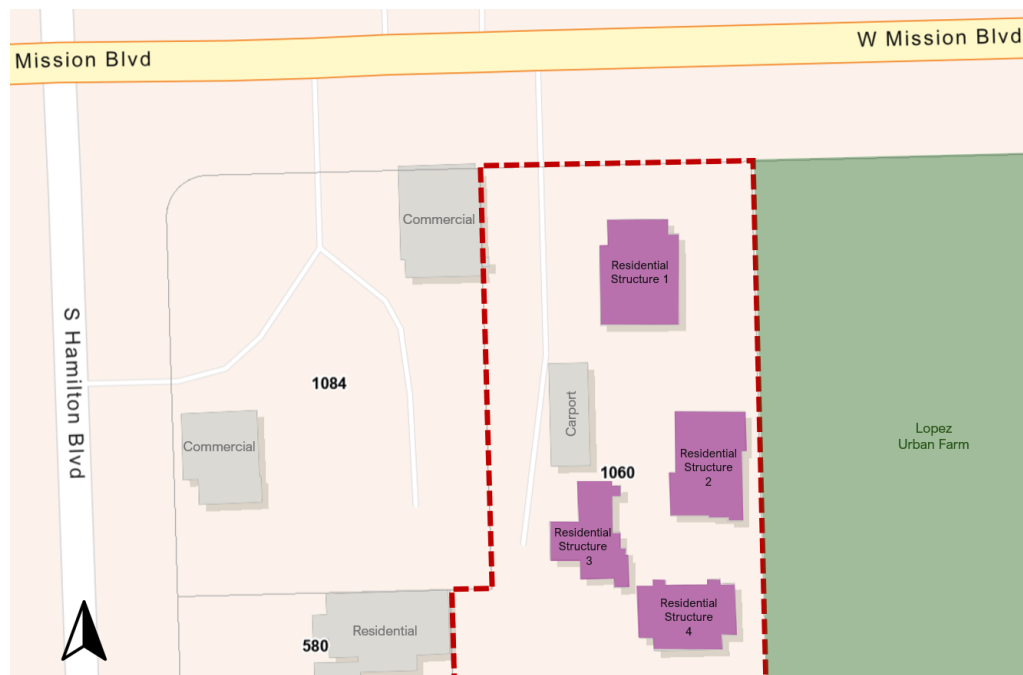 Mission Blvd
W Mission Blvd
Commercial
Residential
Structure 1
S Hamilton Blvd
1084
Carport
Commercial
Lopez
Urban Farm
Residential
Structure
2
1060
Residential
Structure
3
Residential
Structure
4
Residential
580